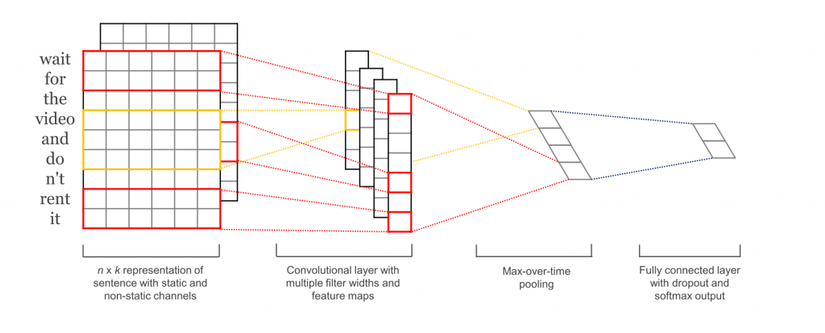 wait
for
the
video
and
do
n't
rent
it
n x k representation of
sentence with static and
non-static channels
Convolutional layer with
multiple filter widths and
feature maps
Max-over-time
pooling
Fully connected layer
with dropout and
softmax output